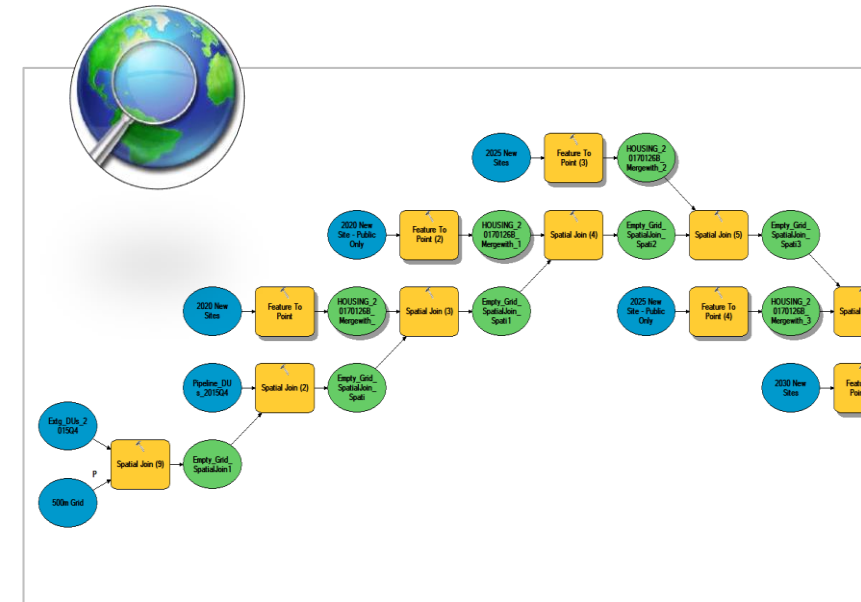 2025 New
Sites
Feature To
Point (3)
HOUSING_2
0170126B_
Mergewith_2
2020 New
Site - Public
Only
Feature To
Point (2)
HOUSING_2
0170126B_
Mergewith_1
Spatial Join (4)
Empty_Grid_
SpatialJoin_
Spati2
Spatial Join (5)
Empty_Grid_
SpatialJoin_
Spati3
2020 New
Sites
Feature To
Point
HOUSING_2
0170126B_
Mergewith_
Spatial Join (3)
Empty_Grid_
SpatialJoin_
Spati1
2025 New
Site - Public
Only
Feature To
Point (4)
HOUSING_2
0170126B_
Mergewith_3
Spatial
Pipeline_DU
s_2015Q4
Spatial Join (2)
Empty_Grid_
SpatialJoin_
Spati
2030 New
Sites
Featu
Poin
Extg_DUs_2
015Q4
Spatial Join (9)
Empty_Grid_
SpatialJoin1
P
500m Grid